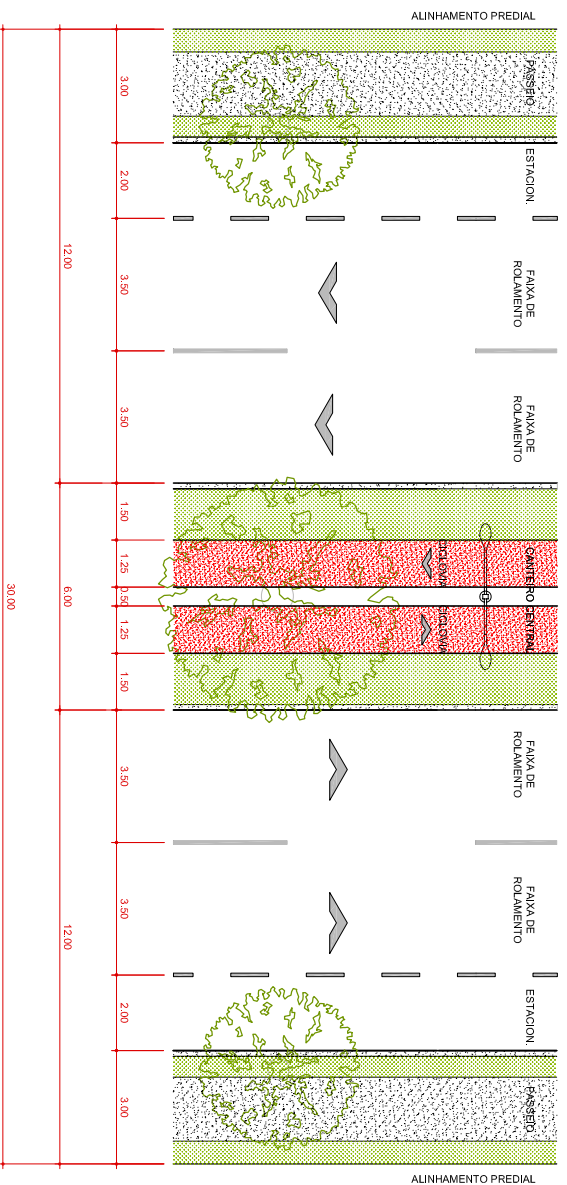 ALINHAMENTO PREDIAL
PASSEIO
3.00
ESTACION.
2.00
12.00
FAIXA DE
ROLAMENTO
3.50
FAIXA DE
ROLAMENTO
3.50
1.50
CANTEIRO CENTRAL
CICLOVIA
1.25
30.00
6.00
0.50
CICLOVIA
1.25
1.50
FAIXA DE
ROLAMENTO
3.50
FAIXA DE
ROLAMENTO
3.50
12.00
ESTACION.
2.00
PASSEIO
3.00
ALINHAMENTO PREDIAL